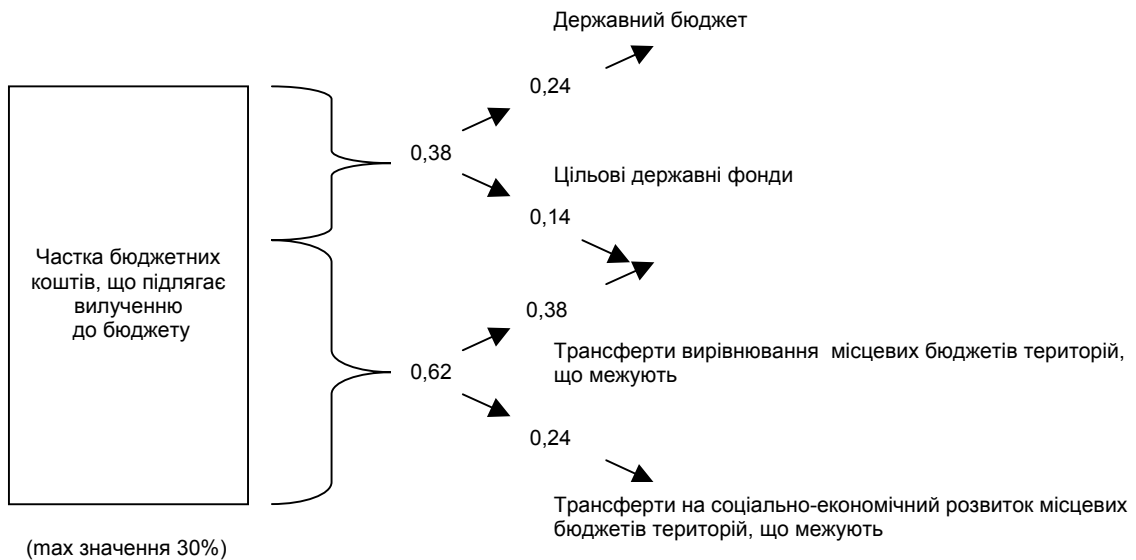 Державний бюджет
0,24
0,38
Цільові державні фонди
0,14
Частка бюджетних
коштів, що підлягає
вилученню
до бюджету
0,38
Трансферти вирівнювання місцевих бюджетів територій,
що межують
0,62
0,24
Трансферти на соціально-економічний розвиток місцевих
бюджетів територій, що межують
(max значення 30%)